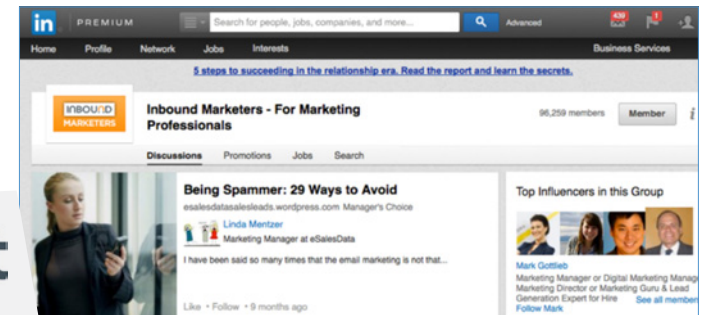 in PREMIUM Search for people, jobs, companies, and more... Advanced 430 1
Home Profile Network Jobs Interests Business Services
5 steps to succeeding in the relationship era. Read the report and learn the secrets.
INBOUND
MARKETERS
Inbound Marketers - For Marketing
Professionals
96,259 members Member
Discussions Promotions Jobs Search
Being Spammer: 29 Ways to Avoid
esalesdatasalesleads.wordpress.com Manager's Choice
Linda Mentzer
Marketing Manager at eSalesData
I have been said so many times that the email marketing is not that...
Like • Follow • 9 months ago
Top Influencers in this Group
Mark Gottlieb
Marketing Manager or Digital Marketing Manag
Marketing Director or Marketing Guru & Lead
Generation Expert for Hire See all members
Follow Mark
t